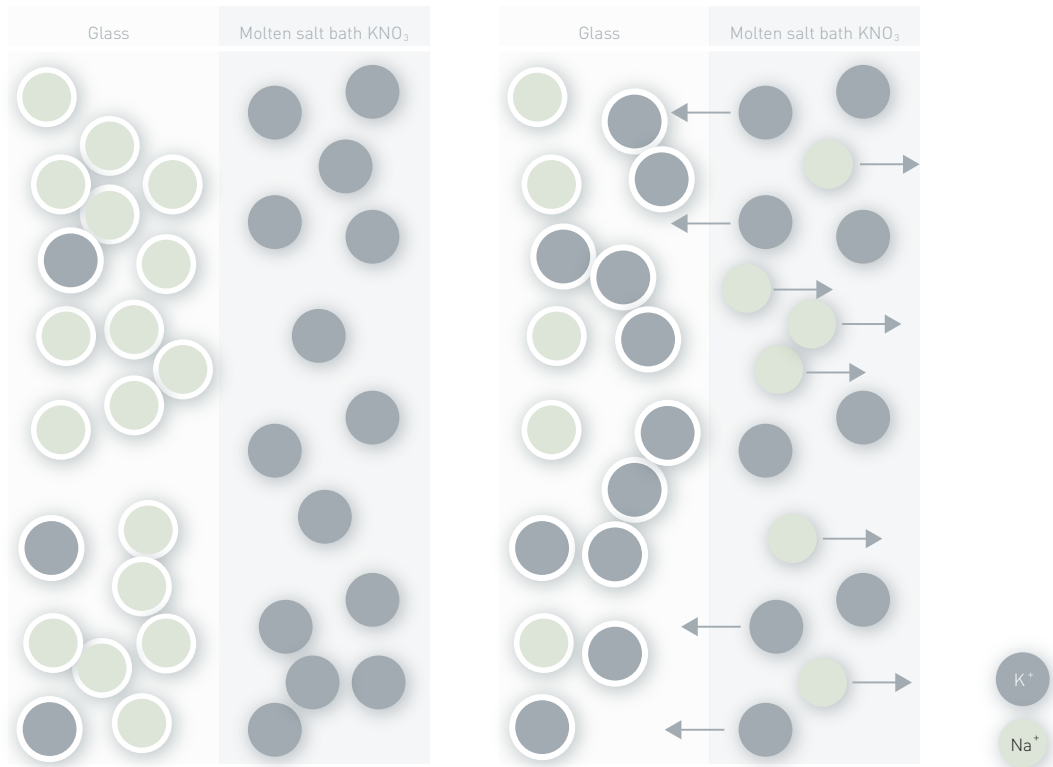 Glass
Molten salt bath KNO₃
Glass
Molten salt bath KNO₃
K⁺
Na⁺